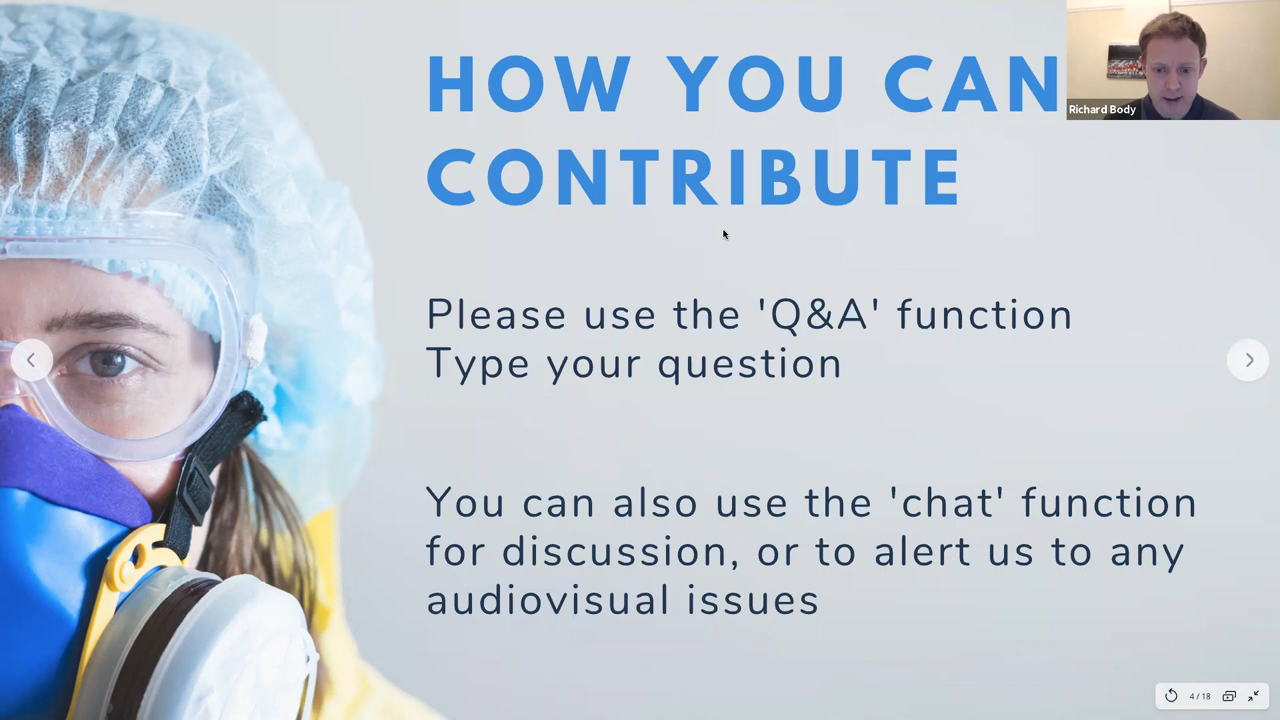 HOW YOU CAN
CONTRIBUTE
Richard Body
Please use the 'Q&A' function
Type your question
You can also use the 'chat' function
for discussion, or to alert us to any
audiovisual issues
4 / 18